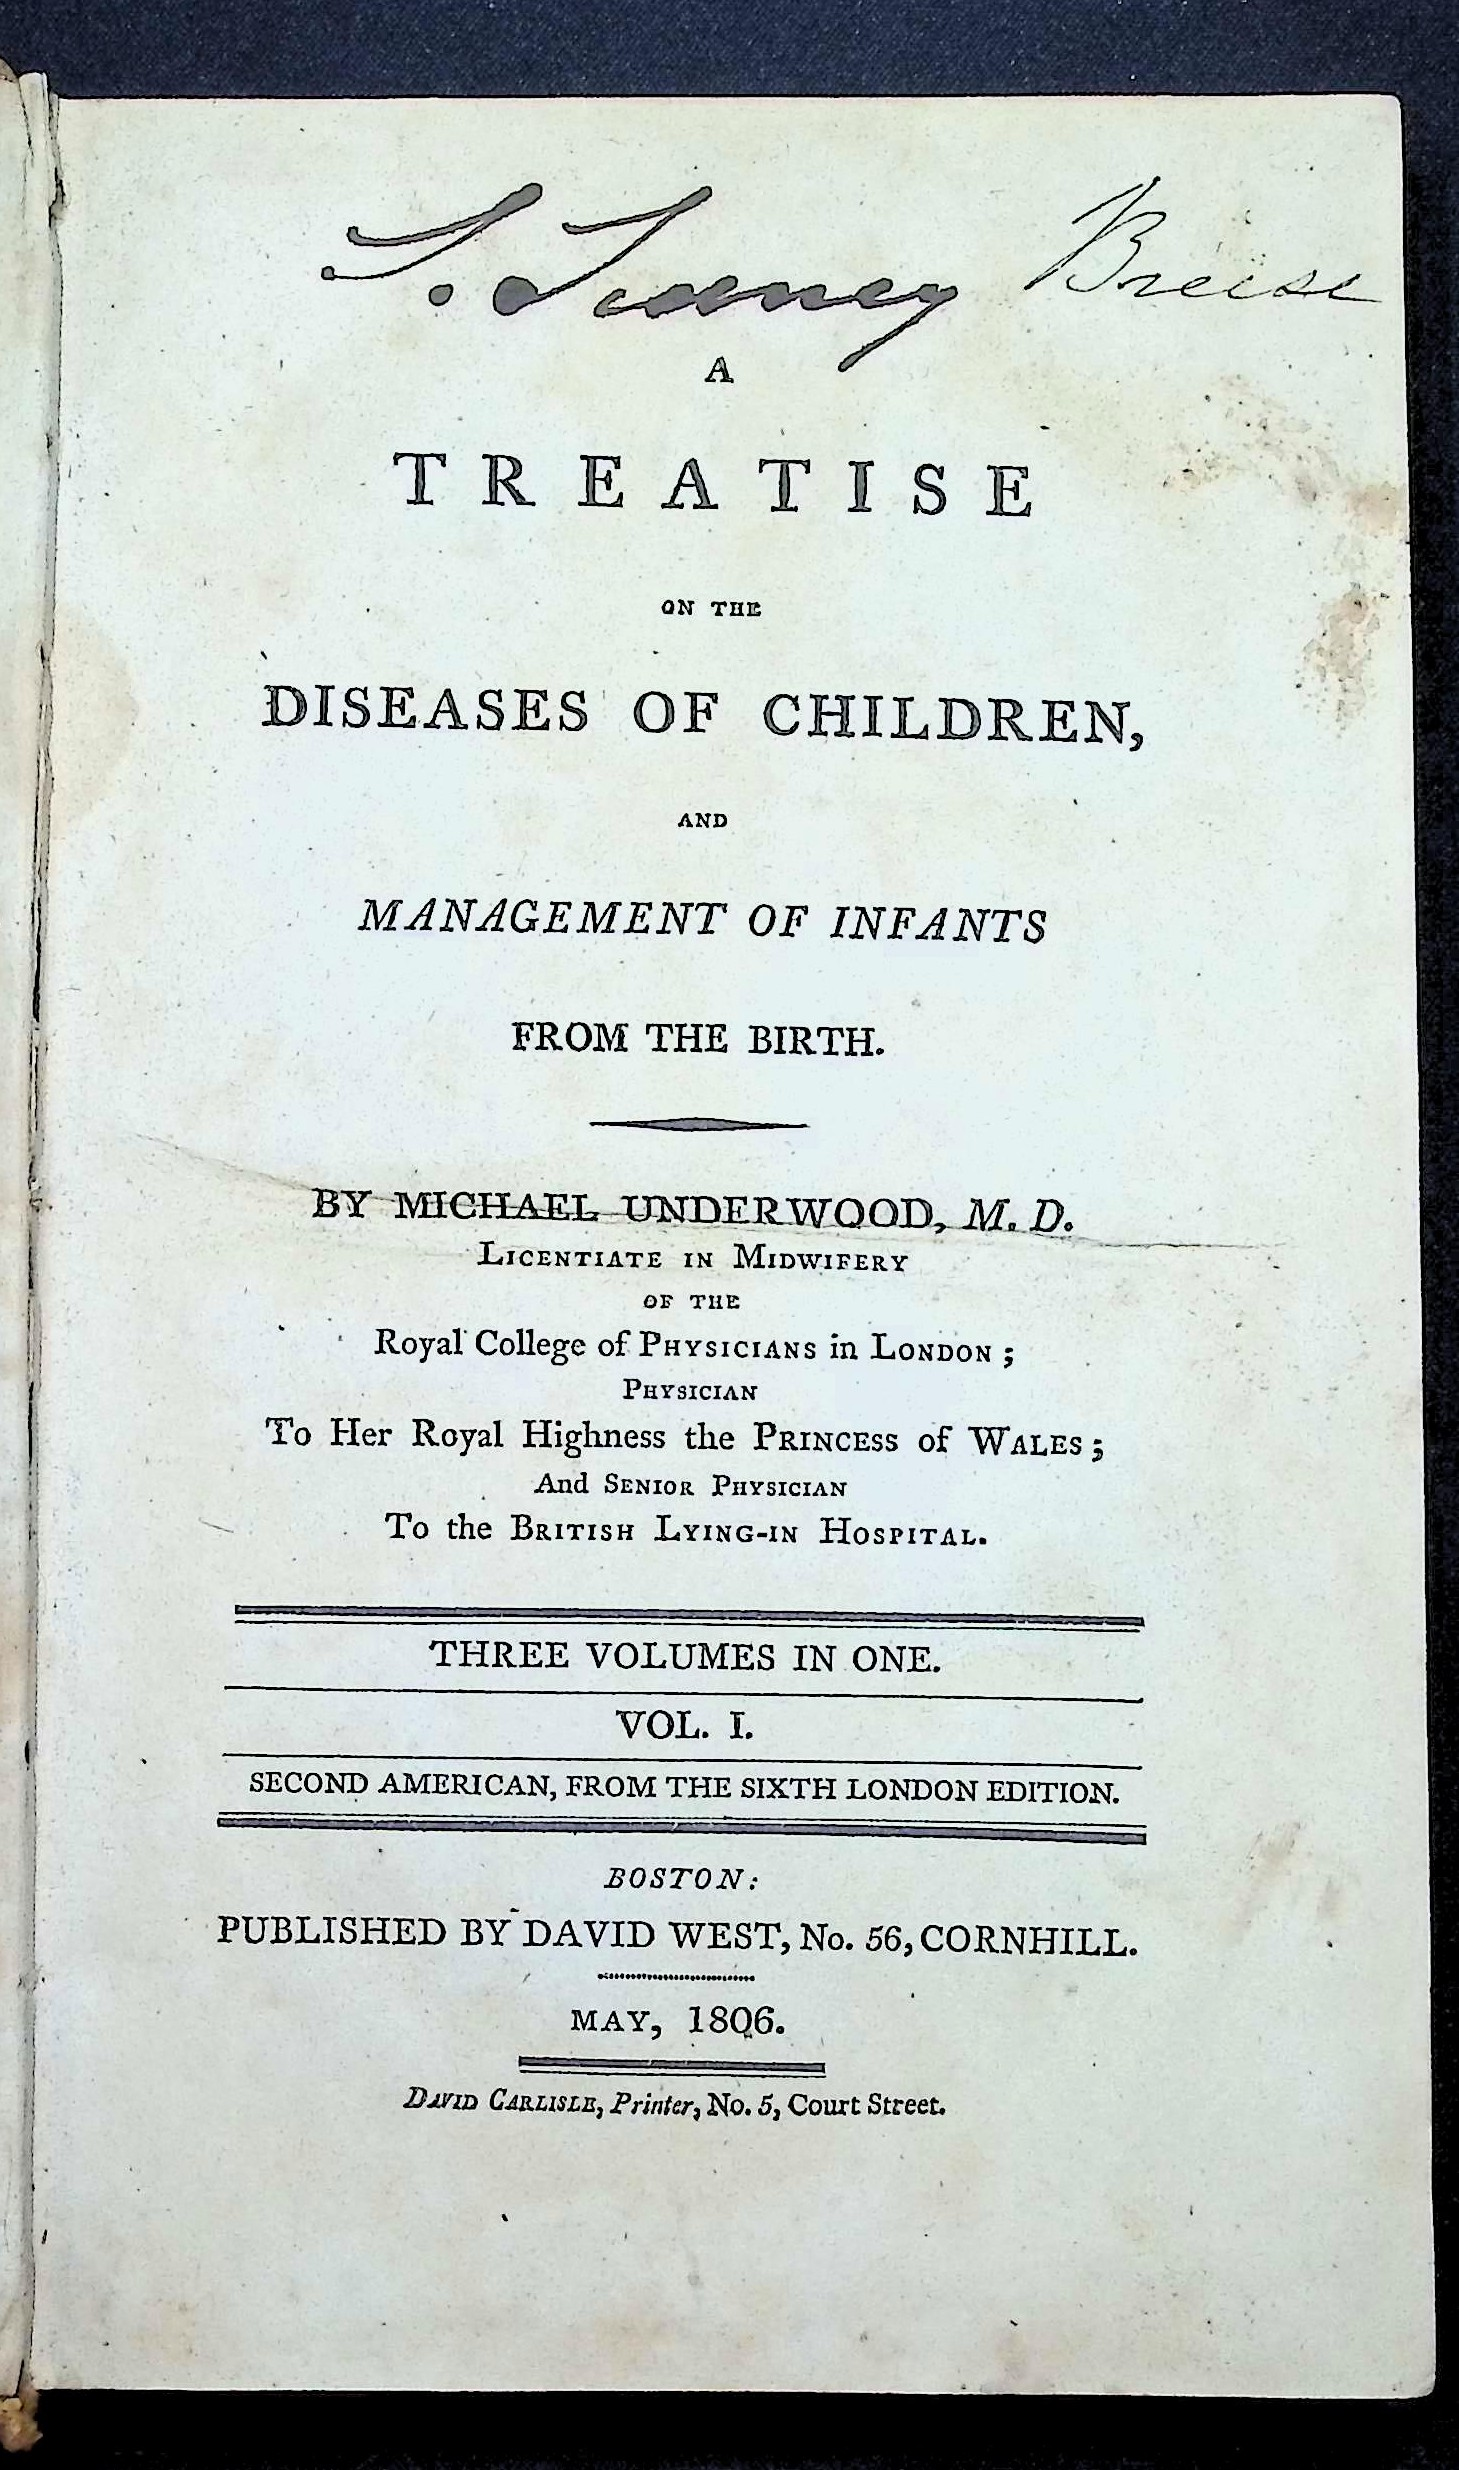 Breese
A
TREATISE
ON THE
DISEASES OF CHILDREN,
AND
MANAGEMENT OF INFANTS
FROM THE BIRTH.
BY MICHAEL UNDERWOOD, M. D.
LICENTIATE IN MIDWIFERY
OF THE
Royal College of PHYSICIANS in LONDON ;
PHYSICIAN
To Her Royal Highness the PRINCESS of WALES ;
And SENIOR PHYSICIAN
To the BRITISH LYING-IN HOSPITAL.
THREE VOLUMES IN ONE.
VOL. I.
SECOND AMERICAN, FROM THE SIXTH LONDON EDITION.
BOSTON:
PUBLISHED BY DAVID WEST, No. 56, CORNHILL.
MAY, 1806.
DAVID CARLISLE, Printer, No. 5, Court Street.